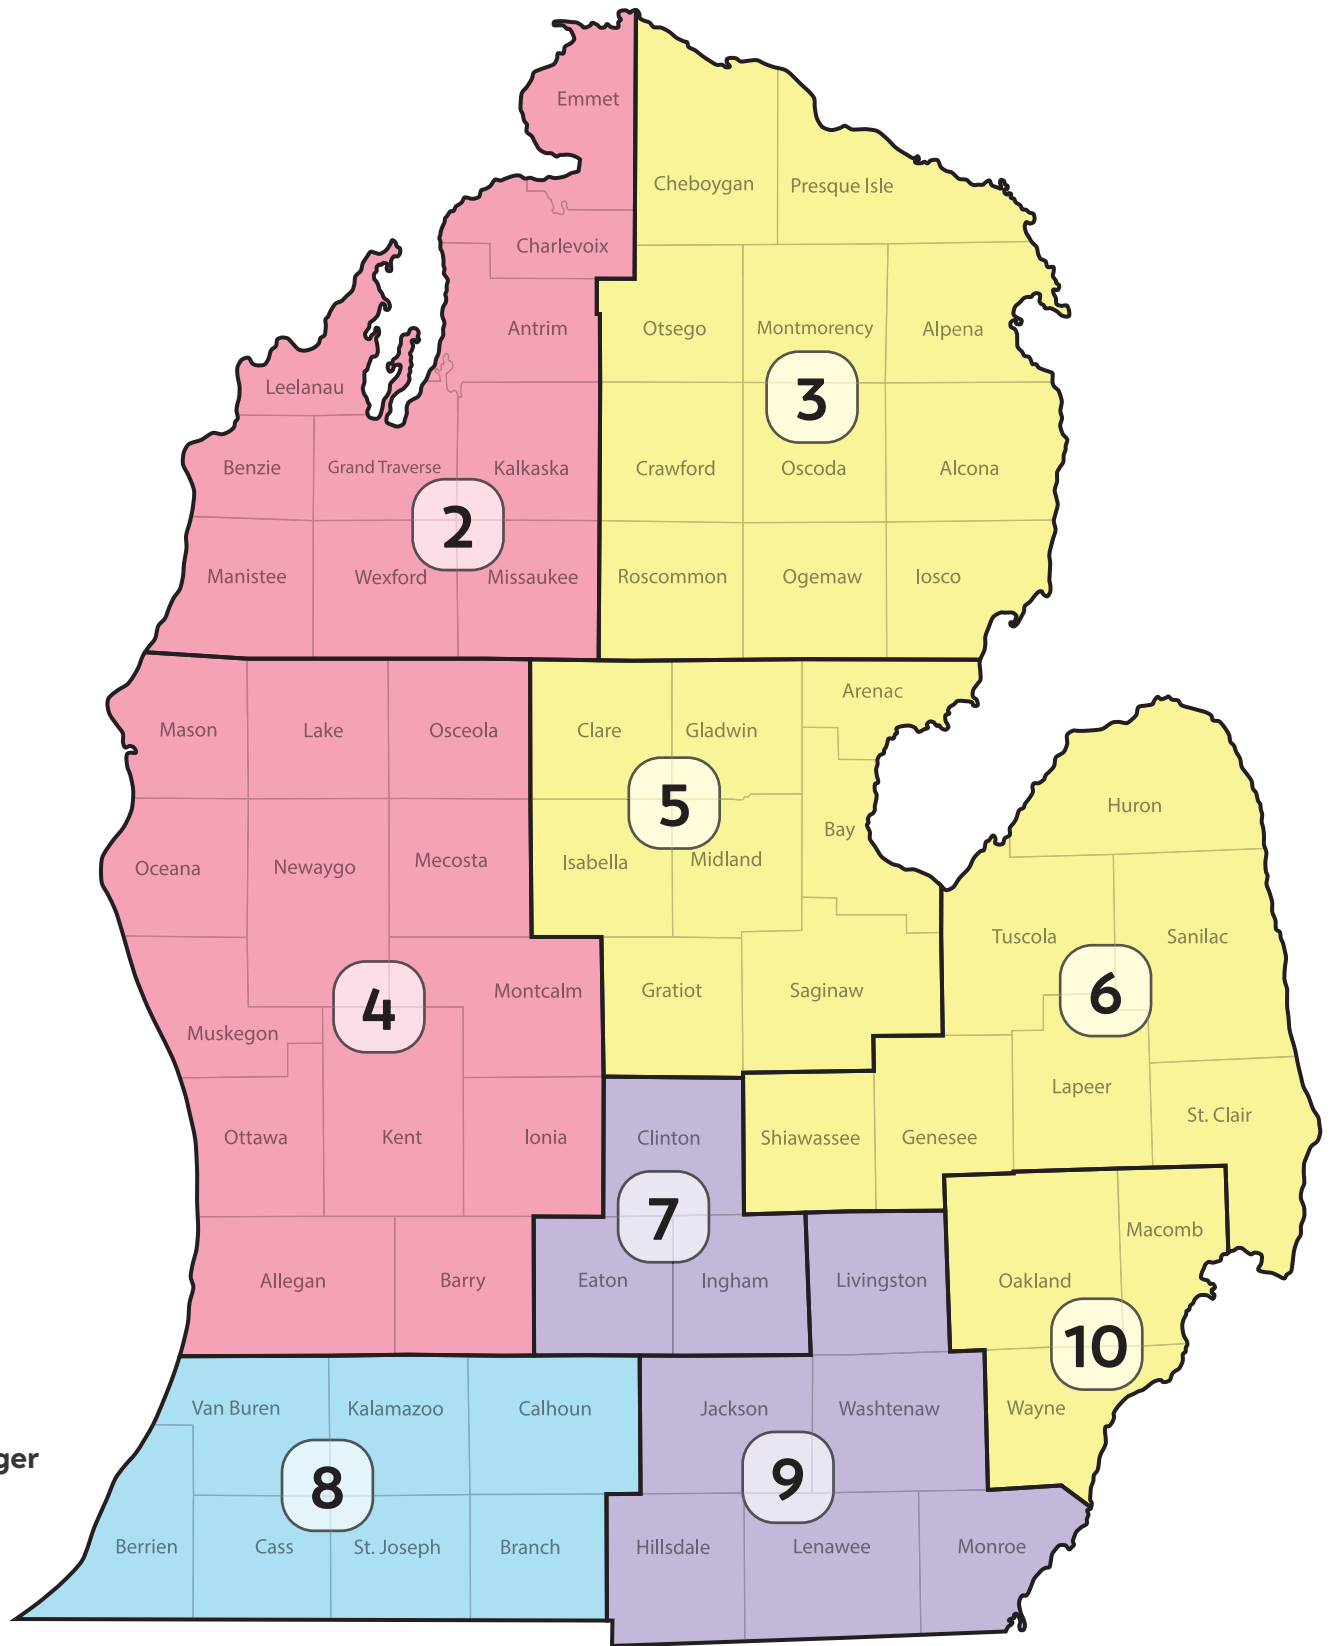 Emmet
Cheboygan
Presque Isle
Charlevoix
Antrim
Otsego
Montmorency
Alpena
Leelanau
3
Benzie
Grand Traverse
Kalkaska
Crawford
Oscoda
Alcona
2
Manistee
Wexford
Missaukee
Roscommon
Ogemaw
Iosco
Arenac
Mason
Lake
Osceola
Clare
Gladwin
5
Huron
Bay
Oceana
Newaygo
Mecosta
Isabella
Midland
Tuscola
Sanilac
6
Montcalm
Gratiot
Saginaw
4
Muskegon
Lapeer
St. Clair
Ottawa
Kent
Ionia
Clinton
Shiawassee
Genesee
7
Macomb
Allegan
Barry
Eaton
Ingham
Livingston
Oakland
10
Van Buren
Kalamazoo
Calhoun
Jackson
Washtenaw
Wayne
ger
8
9
Berrien
Cass
St. Joseph
Branch
Hillsdale
Lenawee
Monroe